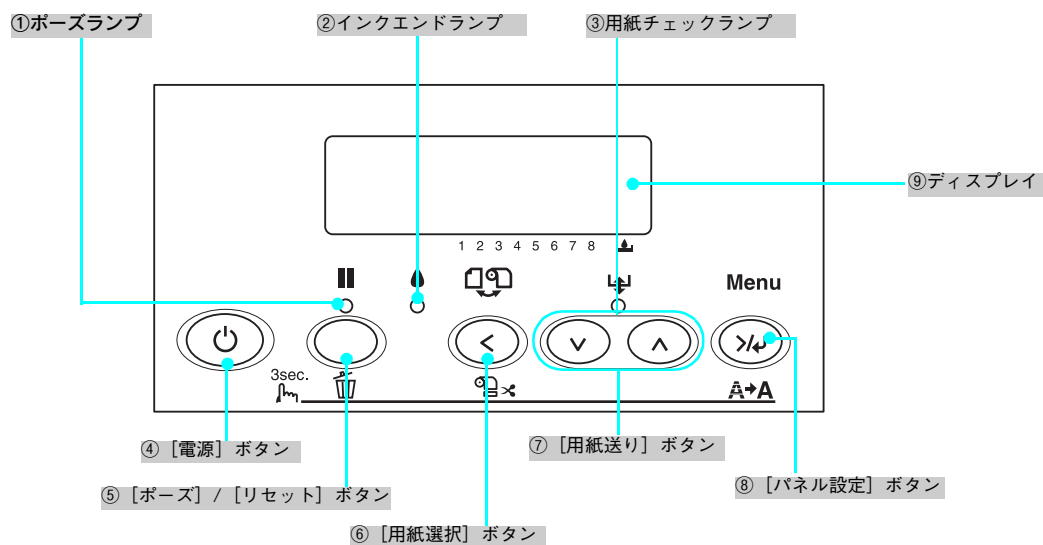 ①ポーズランプ
②インクエンドランプ
③用紙チェックランプ
⑨ディスプレイ
1 2 3 4 5 6 7 8
Menu
3sec.
A→A
④［電源］ボタン
⑦［用紙送り］ボタン
⑤［ポーズ］/［リセット］ボタン
⑧［パネル設定］ボタン
⑥［用紙選択］ボタン